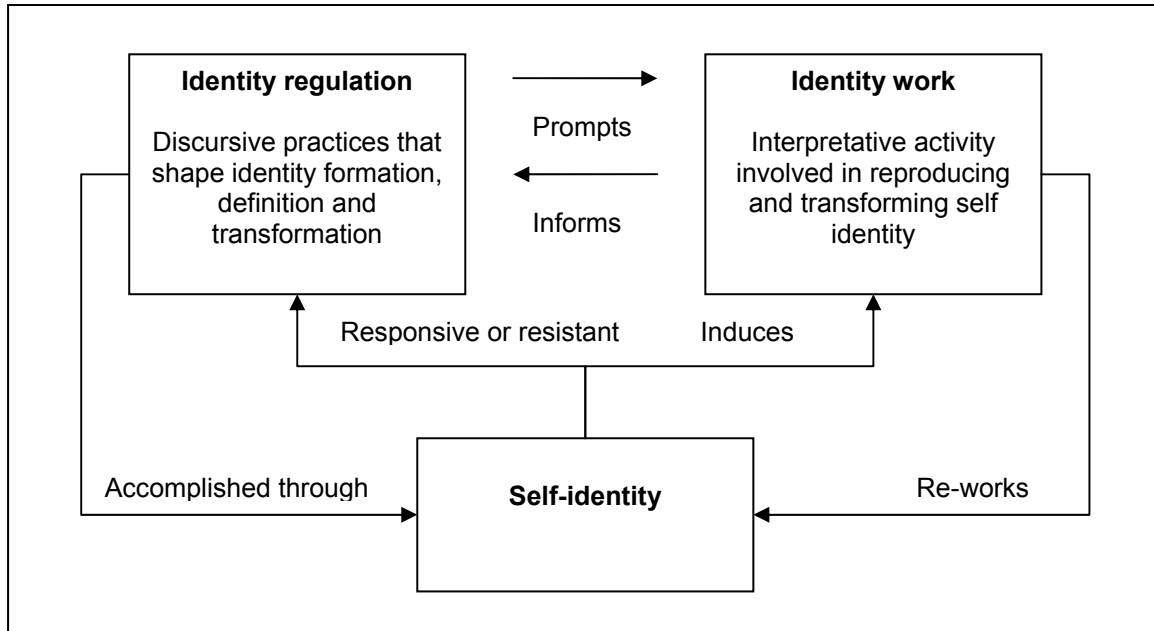 Identity regulation
Discursive practices that
shape identity formation,
definition and
transformation
Prompts
Informs
Identity work
Interpretative activity
involved in reproducing
and transforming self
identity
Responsive or resistant
Induces
Accomplished through
Self-identity
Re-works